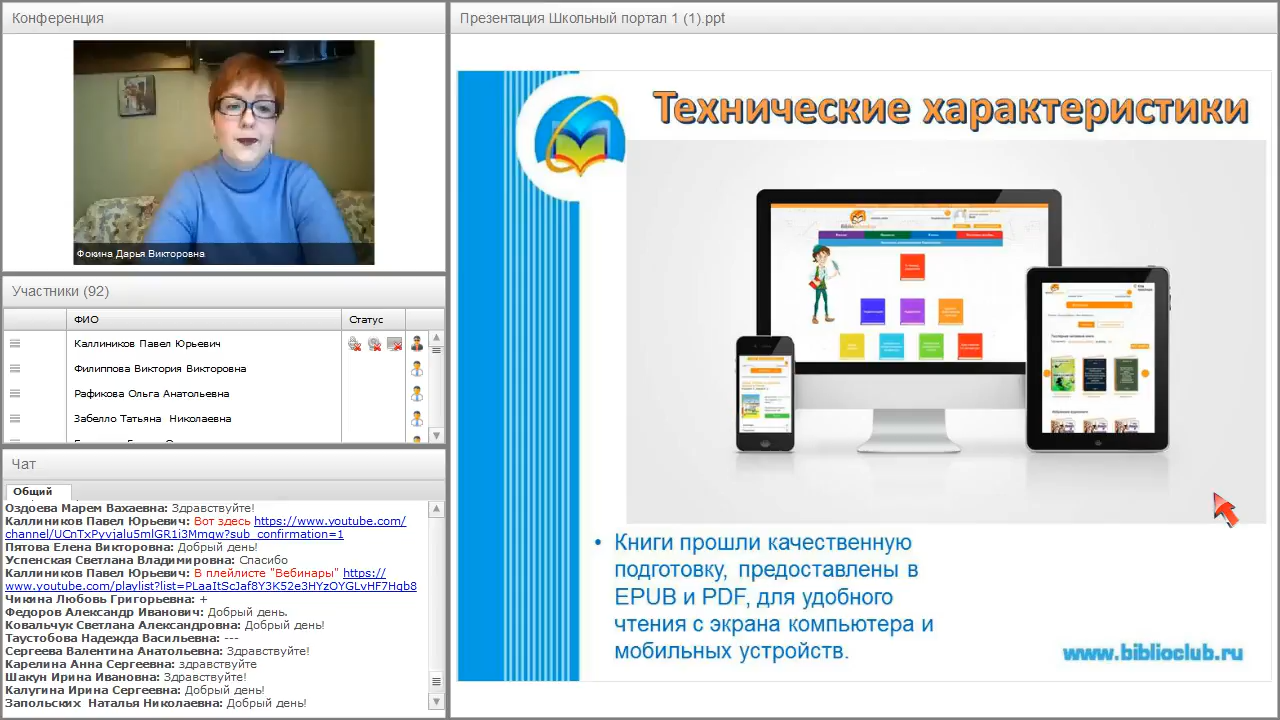 Конференция
Фокина Дарья Викторовна
Участники (92)
ФИО
Статус
Каллиников Павел Юрьевич
Филиппова Виктория Викторовна
Рафикова Ольга Анатольевна
Забелло Татьяна Николаевна
Чат
Общий
Оздоева Марем Вахаевна: Здравствуйте!
Каллиников Павел Юрьевич: Вот здесь https://www.youtube.com/
channel/UCnTxPyvjalu5mlGR1i3Mmqw?sub_confirmation=1
Пятова Елена Викторовна: Добрый день!
Успенская Светлана Владимировна: Спасибо
Каллиников Павел Юрьевич: В плейлисте "Вебинары" https://
www.youtube.com/playlist?list=PLaaItScJaf8Y3K52e3HYzOYGLvHF7Hqb8
Чикина Любовь Григорьевна: +
Федоров Александр Иванович: Добрый день.
Ковальчук Светлана Александровна: Добрый день!
Таустобова Надежда Васильевна: ---
Сергеева Валентина Анатольевна: Здравствуйте!
Карелина Анна Сергеевна: здравствуйте
Шакун Ирина Ивановна: Здравствуйте!
Калугина Ирина Сергеевна: Добрый день!
Запольских Наталья Николаевна: Добрый день!
Презентация Школьный портал 1 (1).ppt
Технические характеристики
• Книги прошли качественную
подготовку, предоставлены в
EPUB и PDF, для удобного
чтения с экрана компьютера и
мобильных устройств.
www.biblioclub.ru